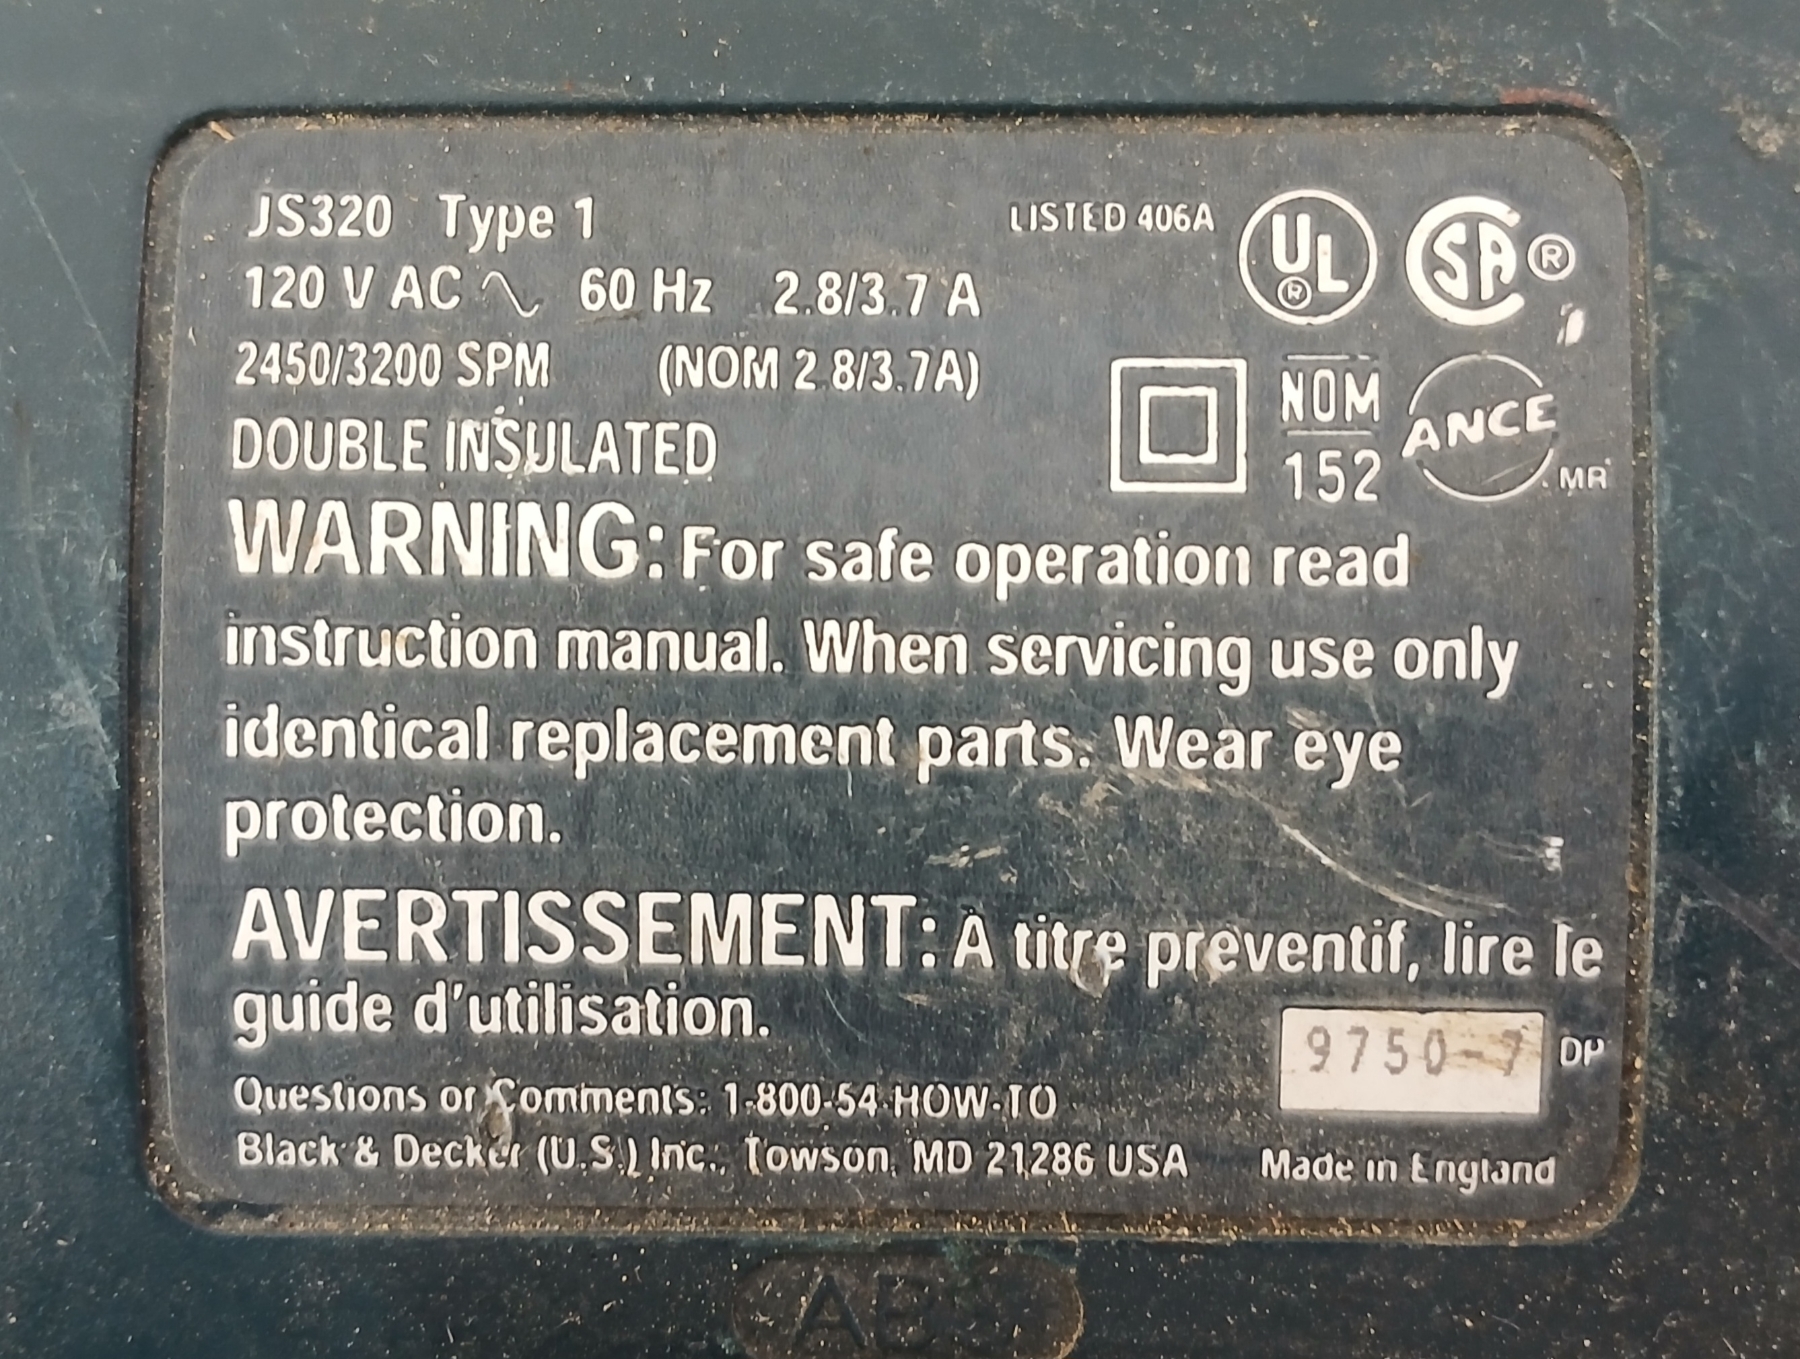 JS320 Type 1
LISTED 406A
UL ®
SA ®
120 V AC 60 Hz 2.8/3.7 A
2450/3200 SPM (NOM 2.8/3.7A)
NOM
152
ANCE
MR
DOUBLE INSULATED
WARNING: For safe operation read
instruction manual. When servicing use only
identical replacement parts. Wear eye
protection.
AVERTISSEMENT: A titre preventif, lire le
guide d'utilisation.
9750-7 DP
Questions or Comments: 1-800-54-HOW-TO
Black & Decker (U.S.) Inc., Towson, MD 21286 USA
Made in England
ABS